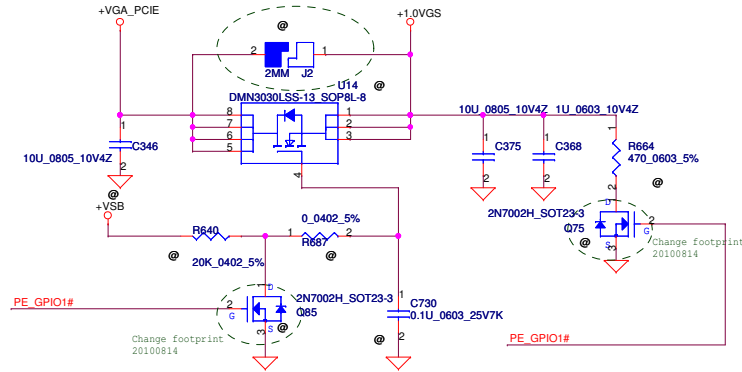 +VGA_PCIE
+1.0VGS
@
2
1
2MM
J2
@
U14
DMN3030LSS-13_SOP8L-8
8
7
6
5
1
2
3
4
10U_0805_10V4Z
1U_0603_10V4Z
1
C346
10U_0805_10V4Z
2
@
1
C375
2
1
C368
2
1
R664
470_0603_5%
2
@
+VSB
R640
20K_0402_5%
@
0_0402_5%
1
2
R687
@
2N7002H_SOT23-3
Q75
@
D
G
S
2
3
Change footprint
20100814
PE_GPIO1#
2
G
D
S
1
3
2N7002H_SOT23-3
Q85
@
Change footprint
20100814
1
C730
0.1U_0603_25V7K
2
@
PE_GPIO1#